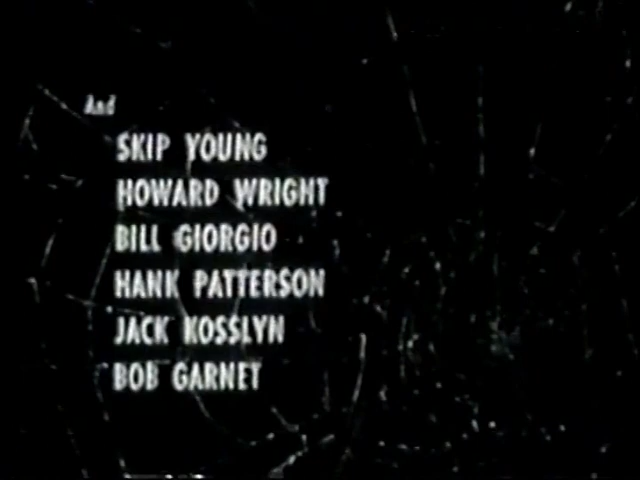 And
SKIP YOUNG
HOWARD WRIGHT
BILL GIORGIO
HANK PATTERSON
JACK KOSSLYN
BOB GARNET